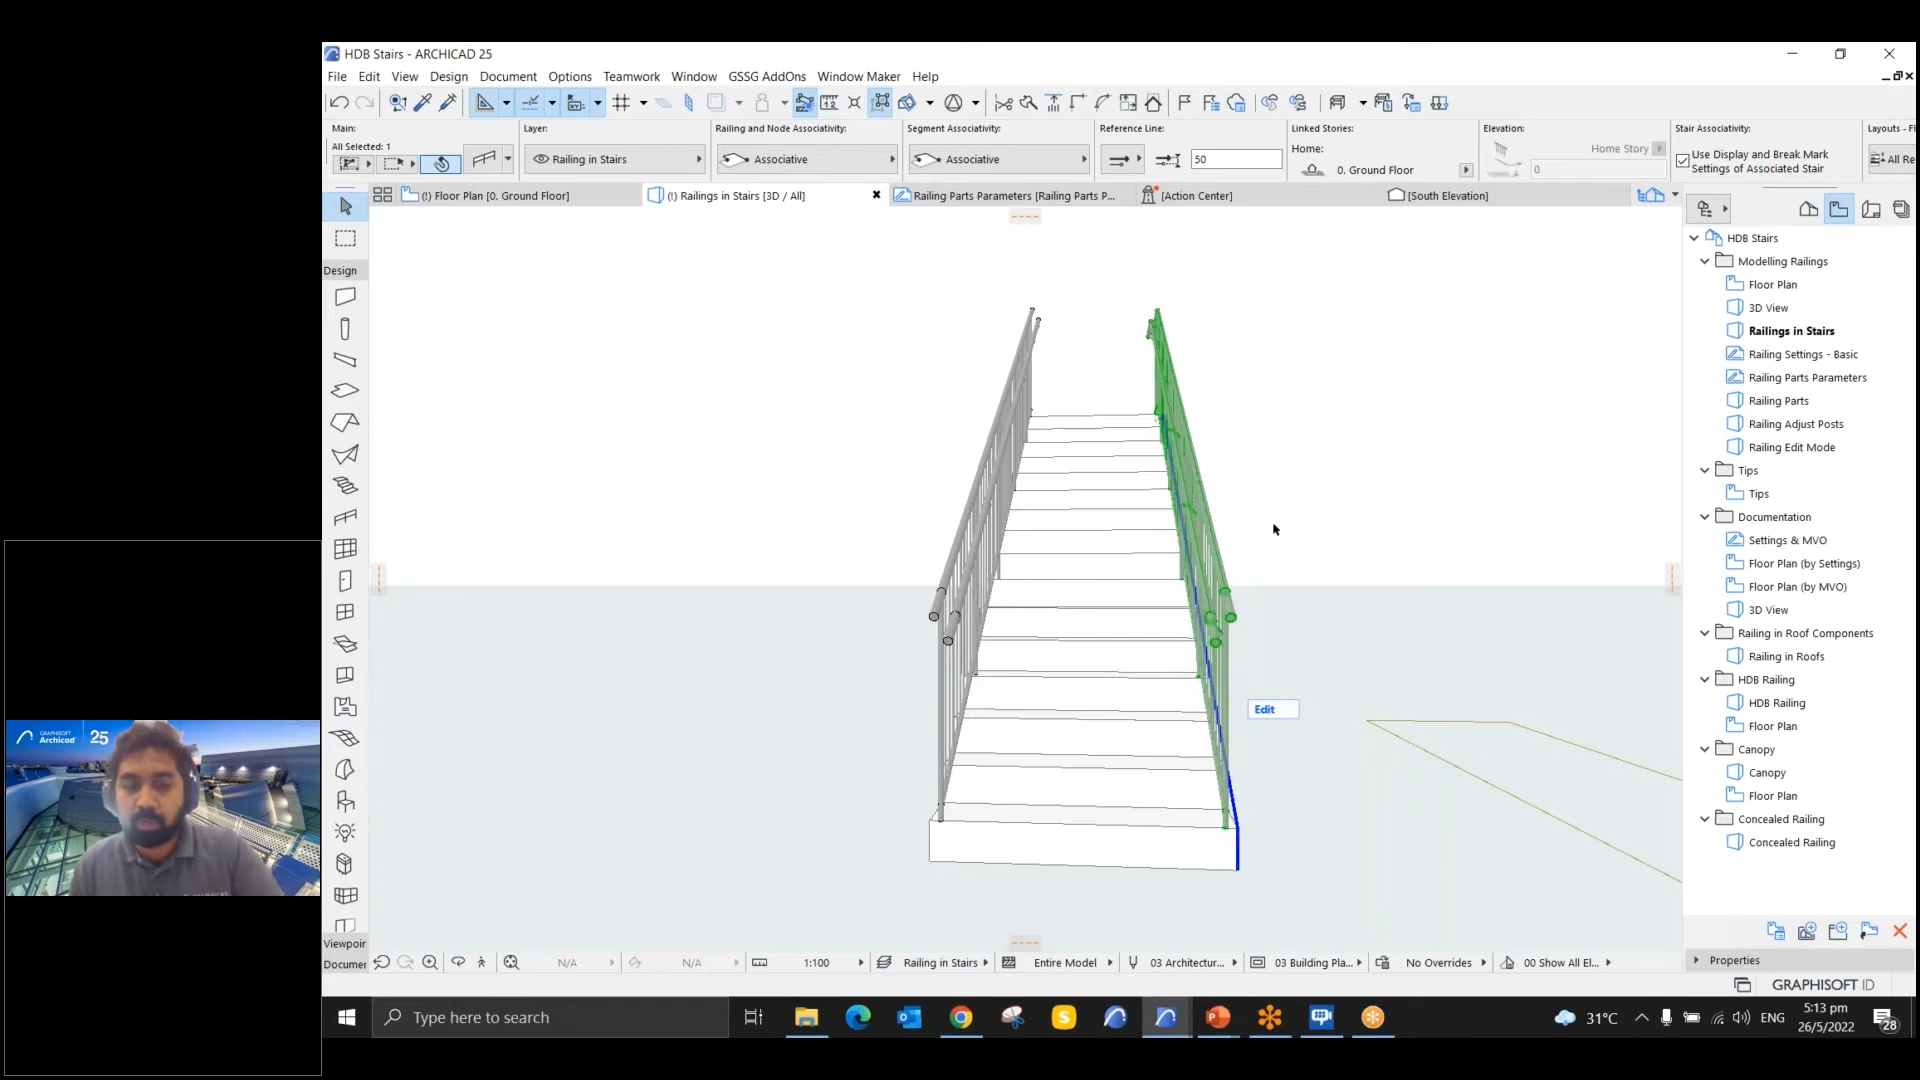 HDB Stairs - ARCHICAD 25
File Edit View Design Document Options Teamwork Window GSSG AddOns Window Maker Help
Main:
All Selected: 1
Layer:
Railing in Stairs
Railing and Node Associativity:
Associative
Segment Associativity:
Associative
Reference Line:
50
Linked Stories:
Home:
0. Ground Floor
Elevation:
Home Story
0
Stair Associativity:
Use Display and Break Mark
Settings of Associated Stair
Layouts - Fl
All Re
(!) Floor Plan [0. Ground Floor]
(!) Railings in Stairs [3D / All]
Railing Parts Parameters [Railing Parts P...
[Action Center]
[South Elevation]
Design
Viewpoir
Documer
Edit
HDB Stairs
Modelling Railings
Floor Plan
3D View
Railings in Stairs
Railing Settings - Basic
Railing Parts Parameters
Railing Parts
Railing Adjust Posts
Railing Edit Mode
Tips
Tips
Documentation
Settings & MVO
Floor Plan (by Settings)
Floor Plan (by MVO)
3D View
Railing in Roof Components
Railing in Roofs
HDB Railing
HDB Railing
Floor Plan
Canopy
Canopy
Floor Plan
Concealed Railing
Concealed Railing
Properties
N/A
N/A
1:100
Railing in Stairs
Entire Model
03 Architectur...
03 Building Pla...
No Overrides
00 Show All El...
GRAPHISOFT ID
GRAPHISOFT
Archicad
25
Type here to search
31°C
ENG
5:13 pm
26/5/2022
28